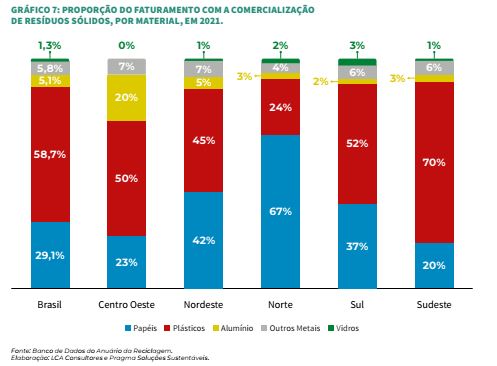 GRÁFICO 7: PROPORÇÃO DO FATURAMENTO COM A COMERCIALIZAÇÃO
DE RESÍDUOS SÓLIDOS, POR MATERIAL, EM 2021.
1,3% 0% 1% 2% 3% 1%
5,8% 7% 7% 4% 6% 6%
5,1% 20% 5% 3% 2% 3%
58,7% 50% 45% 24% 52% 70%
29,1% 23% 42% 67% 37% 20%
Brasil Centro Oeste Nordeste Norte Sul Sudeste
Papéis Plásticos Alumínio Outros Metais Vidros
Fonte: Banco de Dados do Anuário da Reciclagem.
Elaboração: LCA Consultores e Pragma Soluções Sustentáveis.